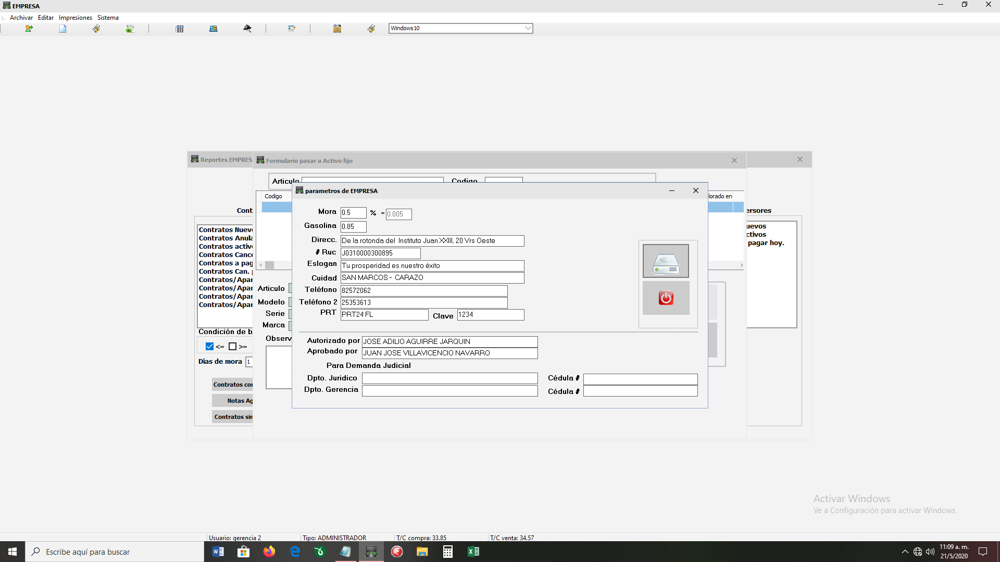 EMPRESA
Archivar Editar Impresiones Sistema
Windows10
Reportes EMPRES
Formulario pasar a Activo fijo
Articulo Codigo
Codigo
lorado en
parametros de EMPRESA
Mora 0.5 % = 0.005
Gasolina 0.85
Direcc. De la rotonda del Instituto Juan XXIII, 20 Vrs Oeste
# Ruc J0310000300895
Eslogan Tu prosperidad es nuestro éxito
Cuidad SAN MARCOS - CARAZO
Teléfono 82572062
Teléfono 2 25353613
PRT PRT24 FL Clave 1234
Autorizado por JOSE ADILIO AGUIRRE JARQUIN
Aprobado por JUAN JOSE VILLAVICENCIO NAVARRO
Para Demanda Judicial
Dpto. Juridico Cédula #
Dpto. Gerencia Cédula #
Cont
Contratos Nuev
Contratos Anula
Contratos activ
Contratos Cance
Contratos a pag
Contratos Can. p
Contratos/Apar
Contratos/Apar
Contratos/Apar
Contratos/Apar
Condición de b
<= >=
Dias de mora 1
Contratos con
Notas Ag
Contratos sin
Articulo
Modelo
Serie
Marca
Observ
ersores
uevos
ctivos
pagar hoy.
Activar Windows
Ve a Configuración para activar Windows.
Usuario: gerencia 2 Tipo: ADMINISTRADOR T/C compra: 33.85 T/C venta: 34.57
Escribe aquí para buscar
11:09 a. m.
21/5/2020